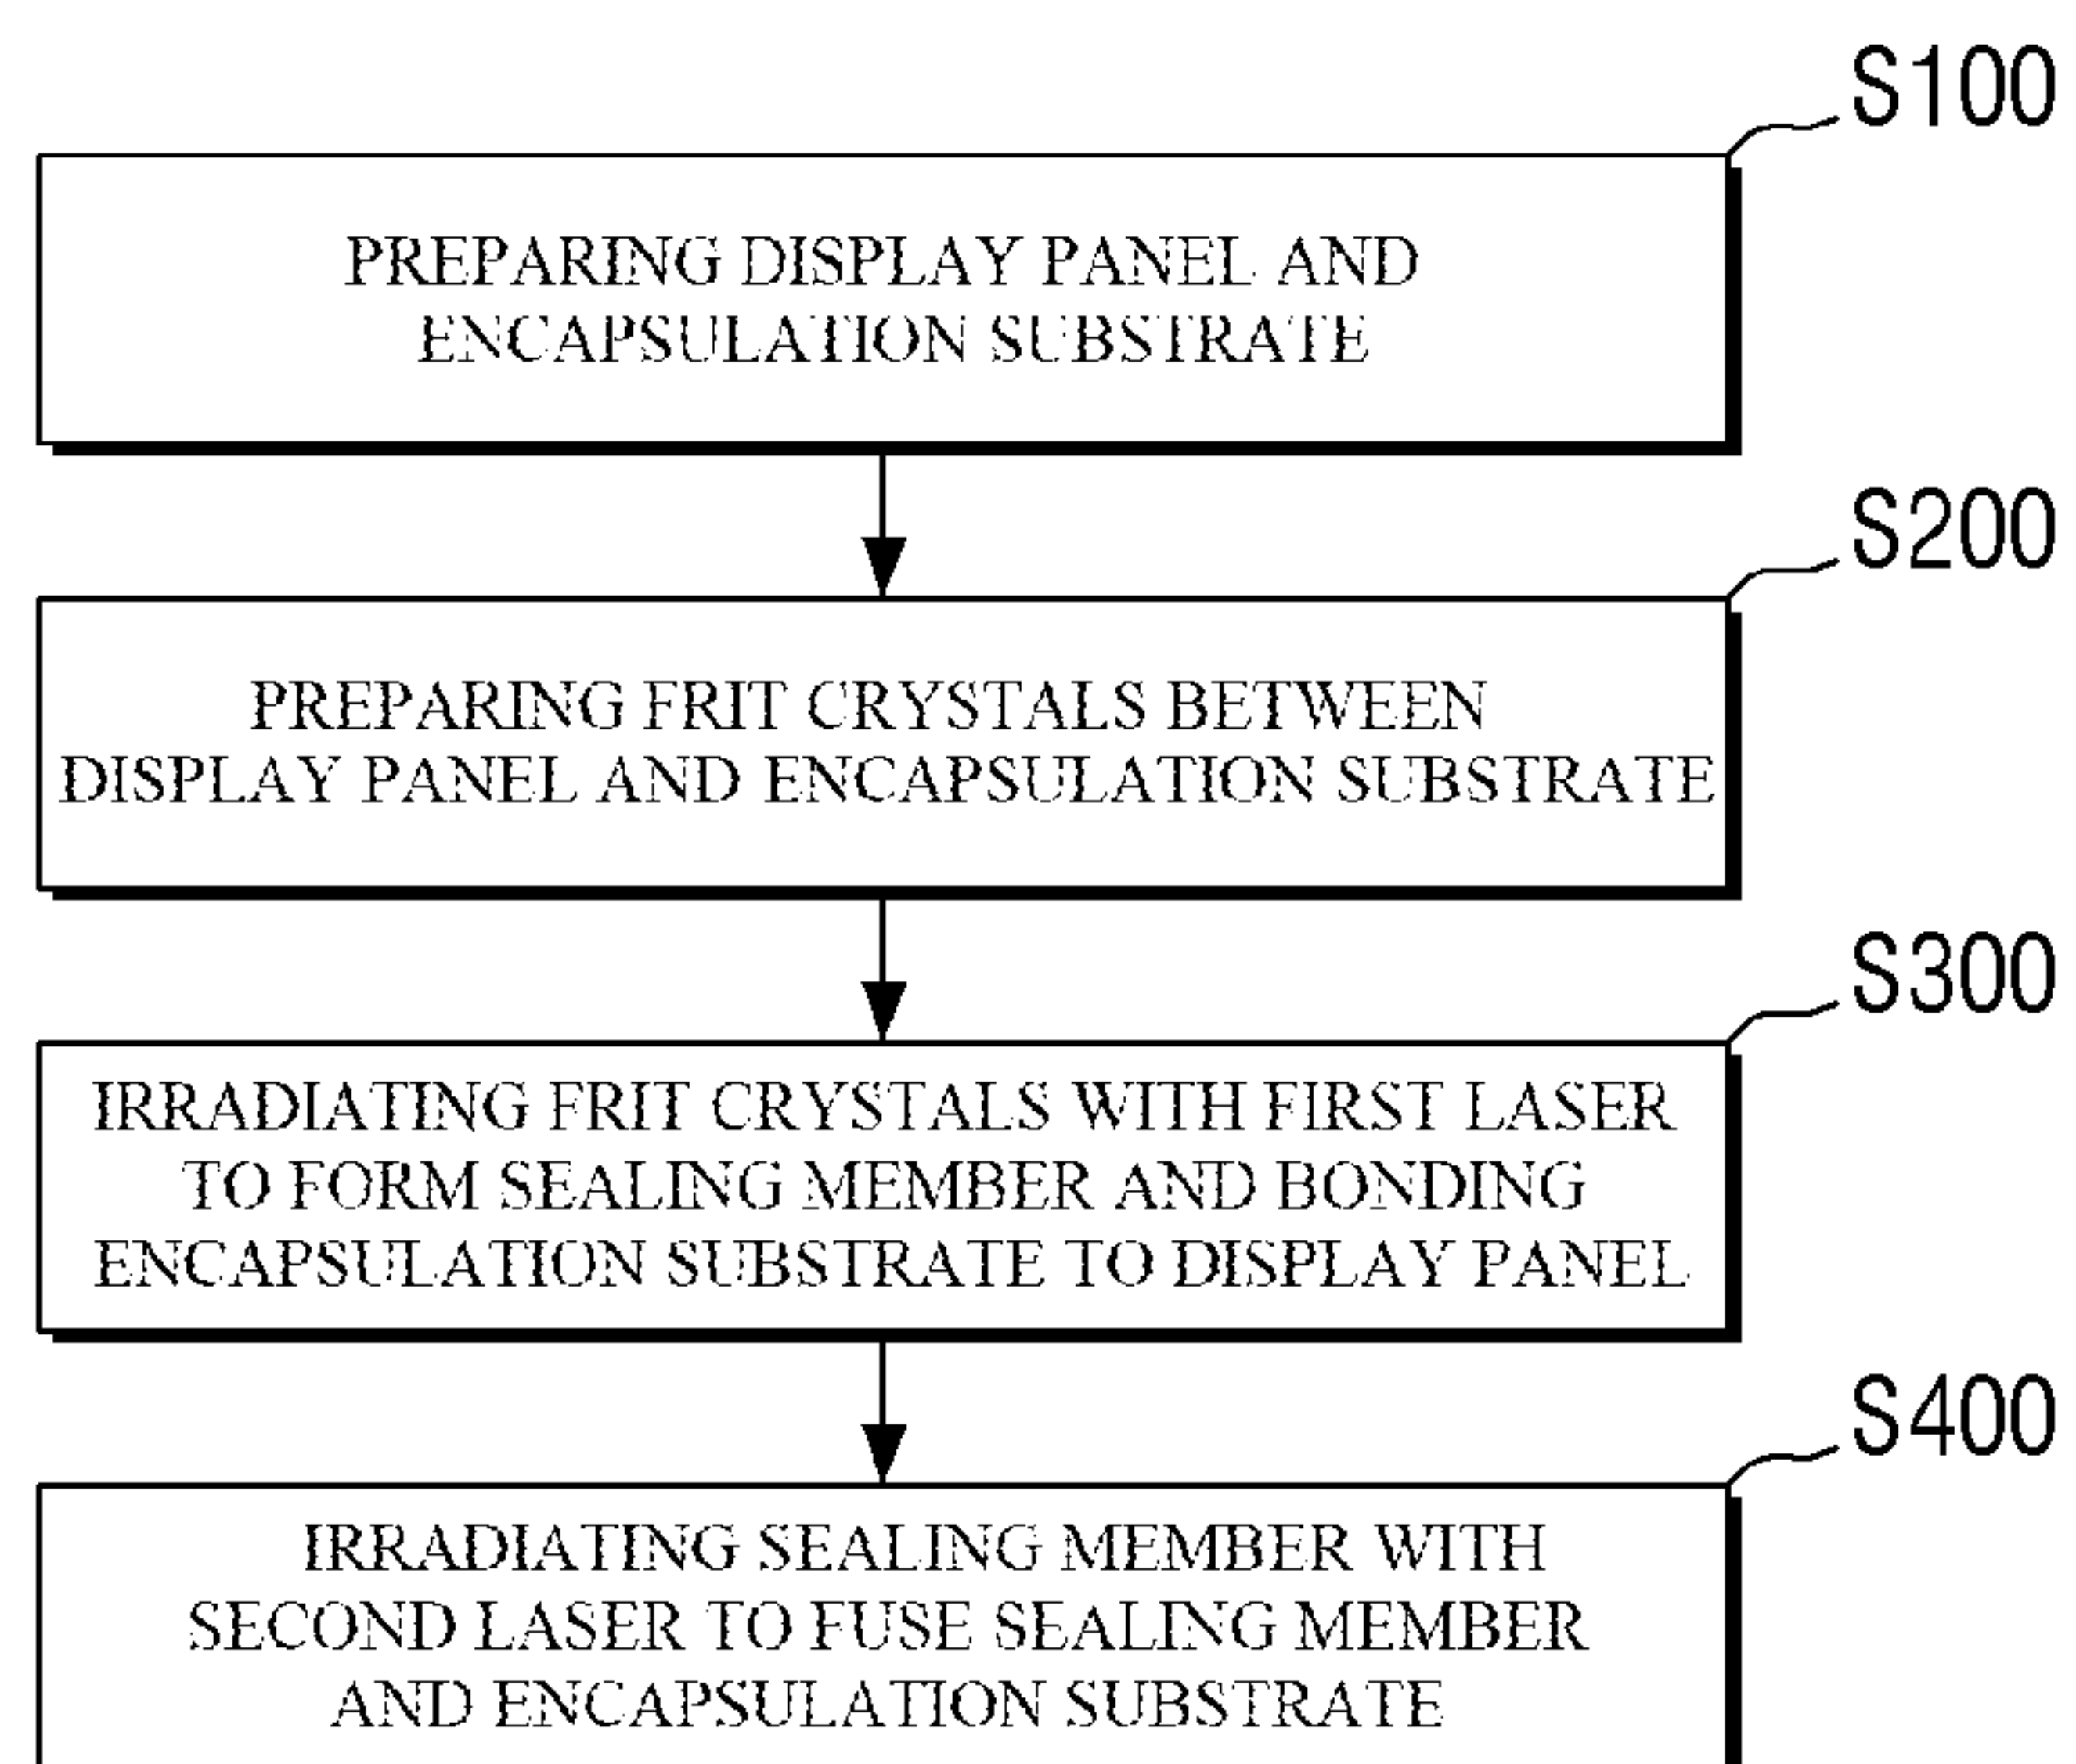 S100
PREPARING DISPLAY PANEL AND
ENCAPSULATION SUBSTRATE
S200
PREPARING FRIT CRYSTALS BETWEEN
DISPLAY PANEL AND ENCAPSULATION SUBSTRATE
S300
IRRADIATING FRIT CRYSTALS WITH FIRST LASER
TO FORM SEALING MEMBER AND BONDING
ENCAPSULATION SUBSTRATE TO DISPLAY PANEL
S400
IRRADIATING SEALING MEMBER WITH
SECOND LASER TO FUSE SEALING MEMBER
AND ENCAPSULATION SUBSTRATE